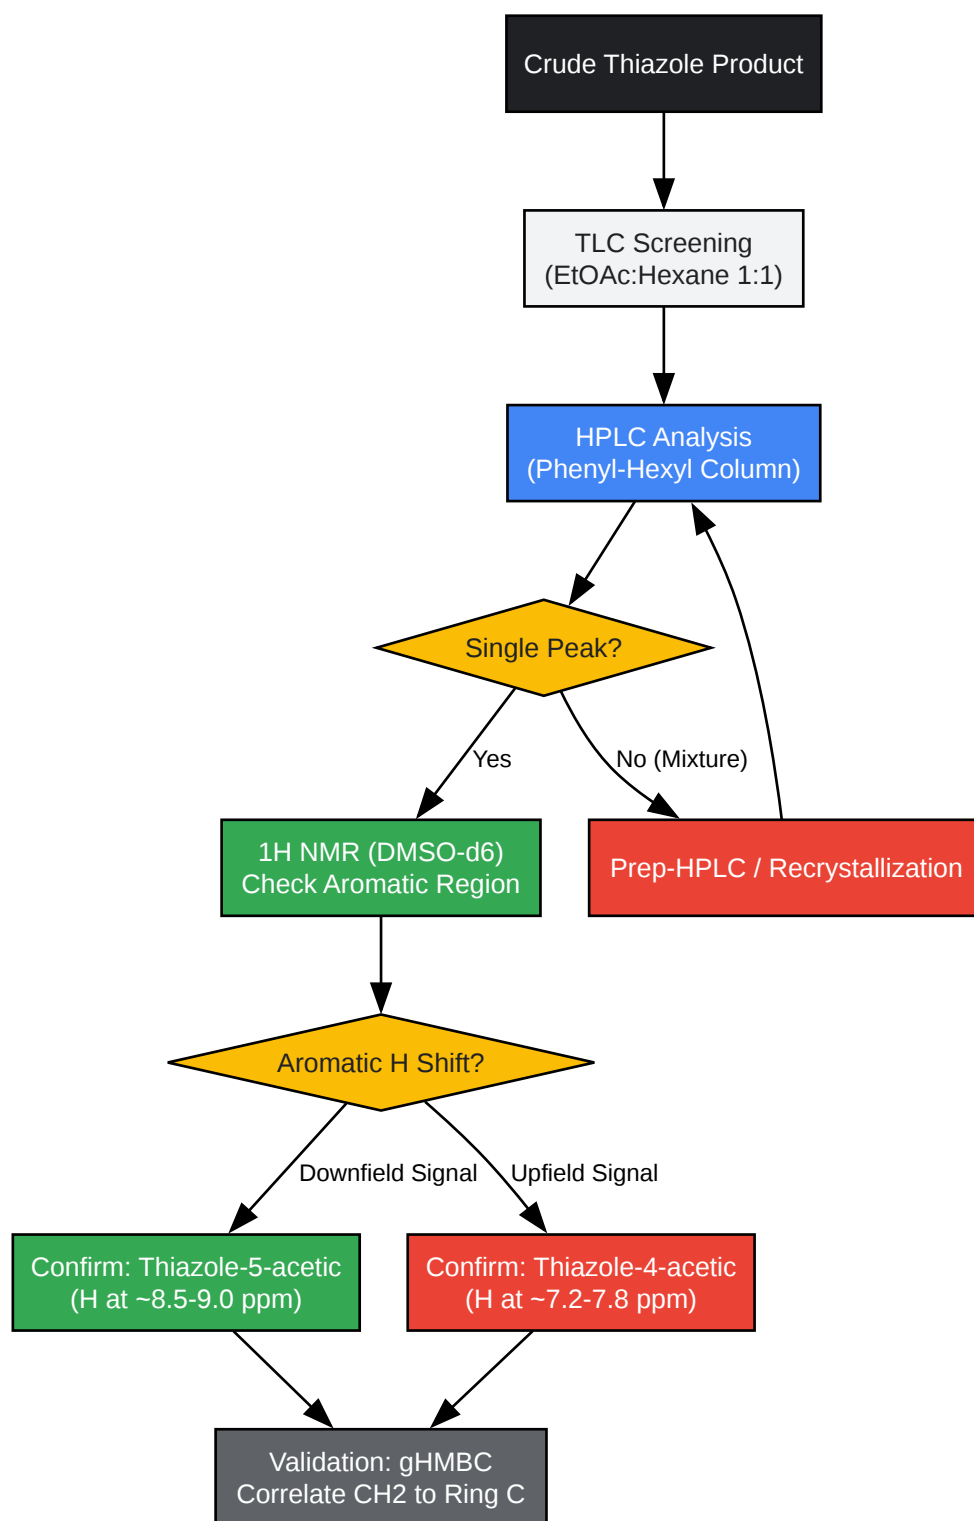 Crude Thiazole Product
TLC Screening
(EtOAc:Hexane 1:1)
HPLC Analysis
(Phenyl-Hexyl Column)
Single Peak?
Yes
No (Mixture)
1H NMR (DMSO-d6)
Check Aromatic Region
Prep-HPLC / Recrystallization
Aromatic H Shift?
Downfield Signal
Upfield Signal
Confirm: Thiazole-5-acetic
(H at ~8.5-9.0 ppm)
Confirm: Thiazole-4-acetic
(H at ~7.2-7.8 ppm)
Validation: gHMBC
Correlate CH2 to Ring C